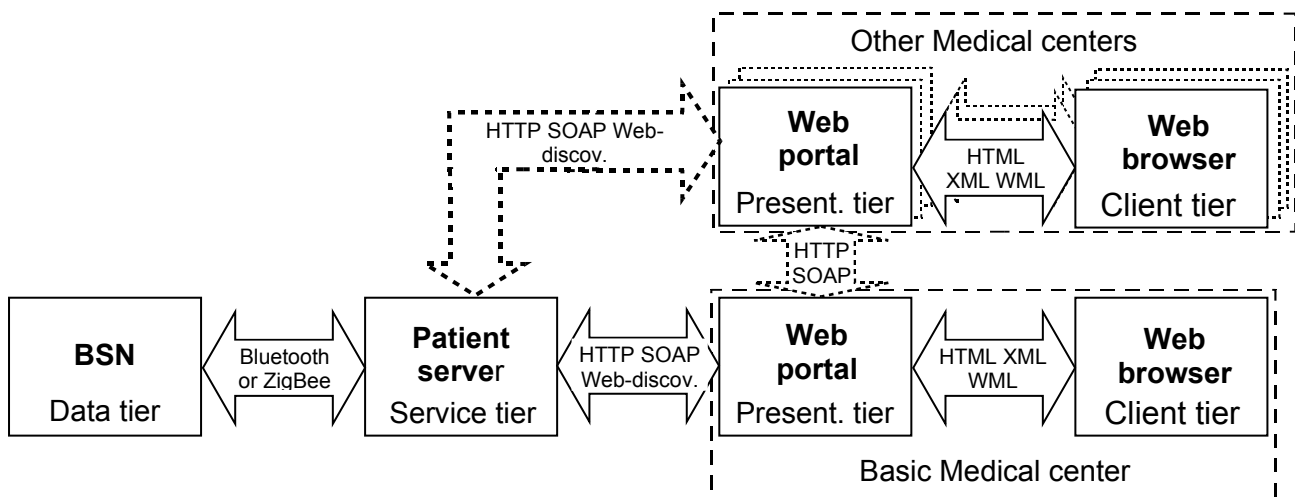 Other Medical centers
HTTP SOAP Web-
discov.
Web
portal
Present. tier
HTML
XML WML
Web
browser
Client tier
HTTP
SOAP
BSN
Data tier
Bluetooth
or ZigBee
Patient
server
Service tier
HTTP SOAP
Web-discov.
Web
portal
Present. tier
HTML XML
WML
Web
browser
Client tier
Basic Medical center